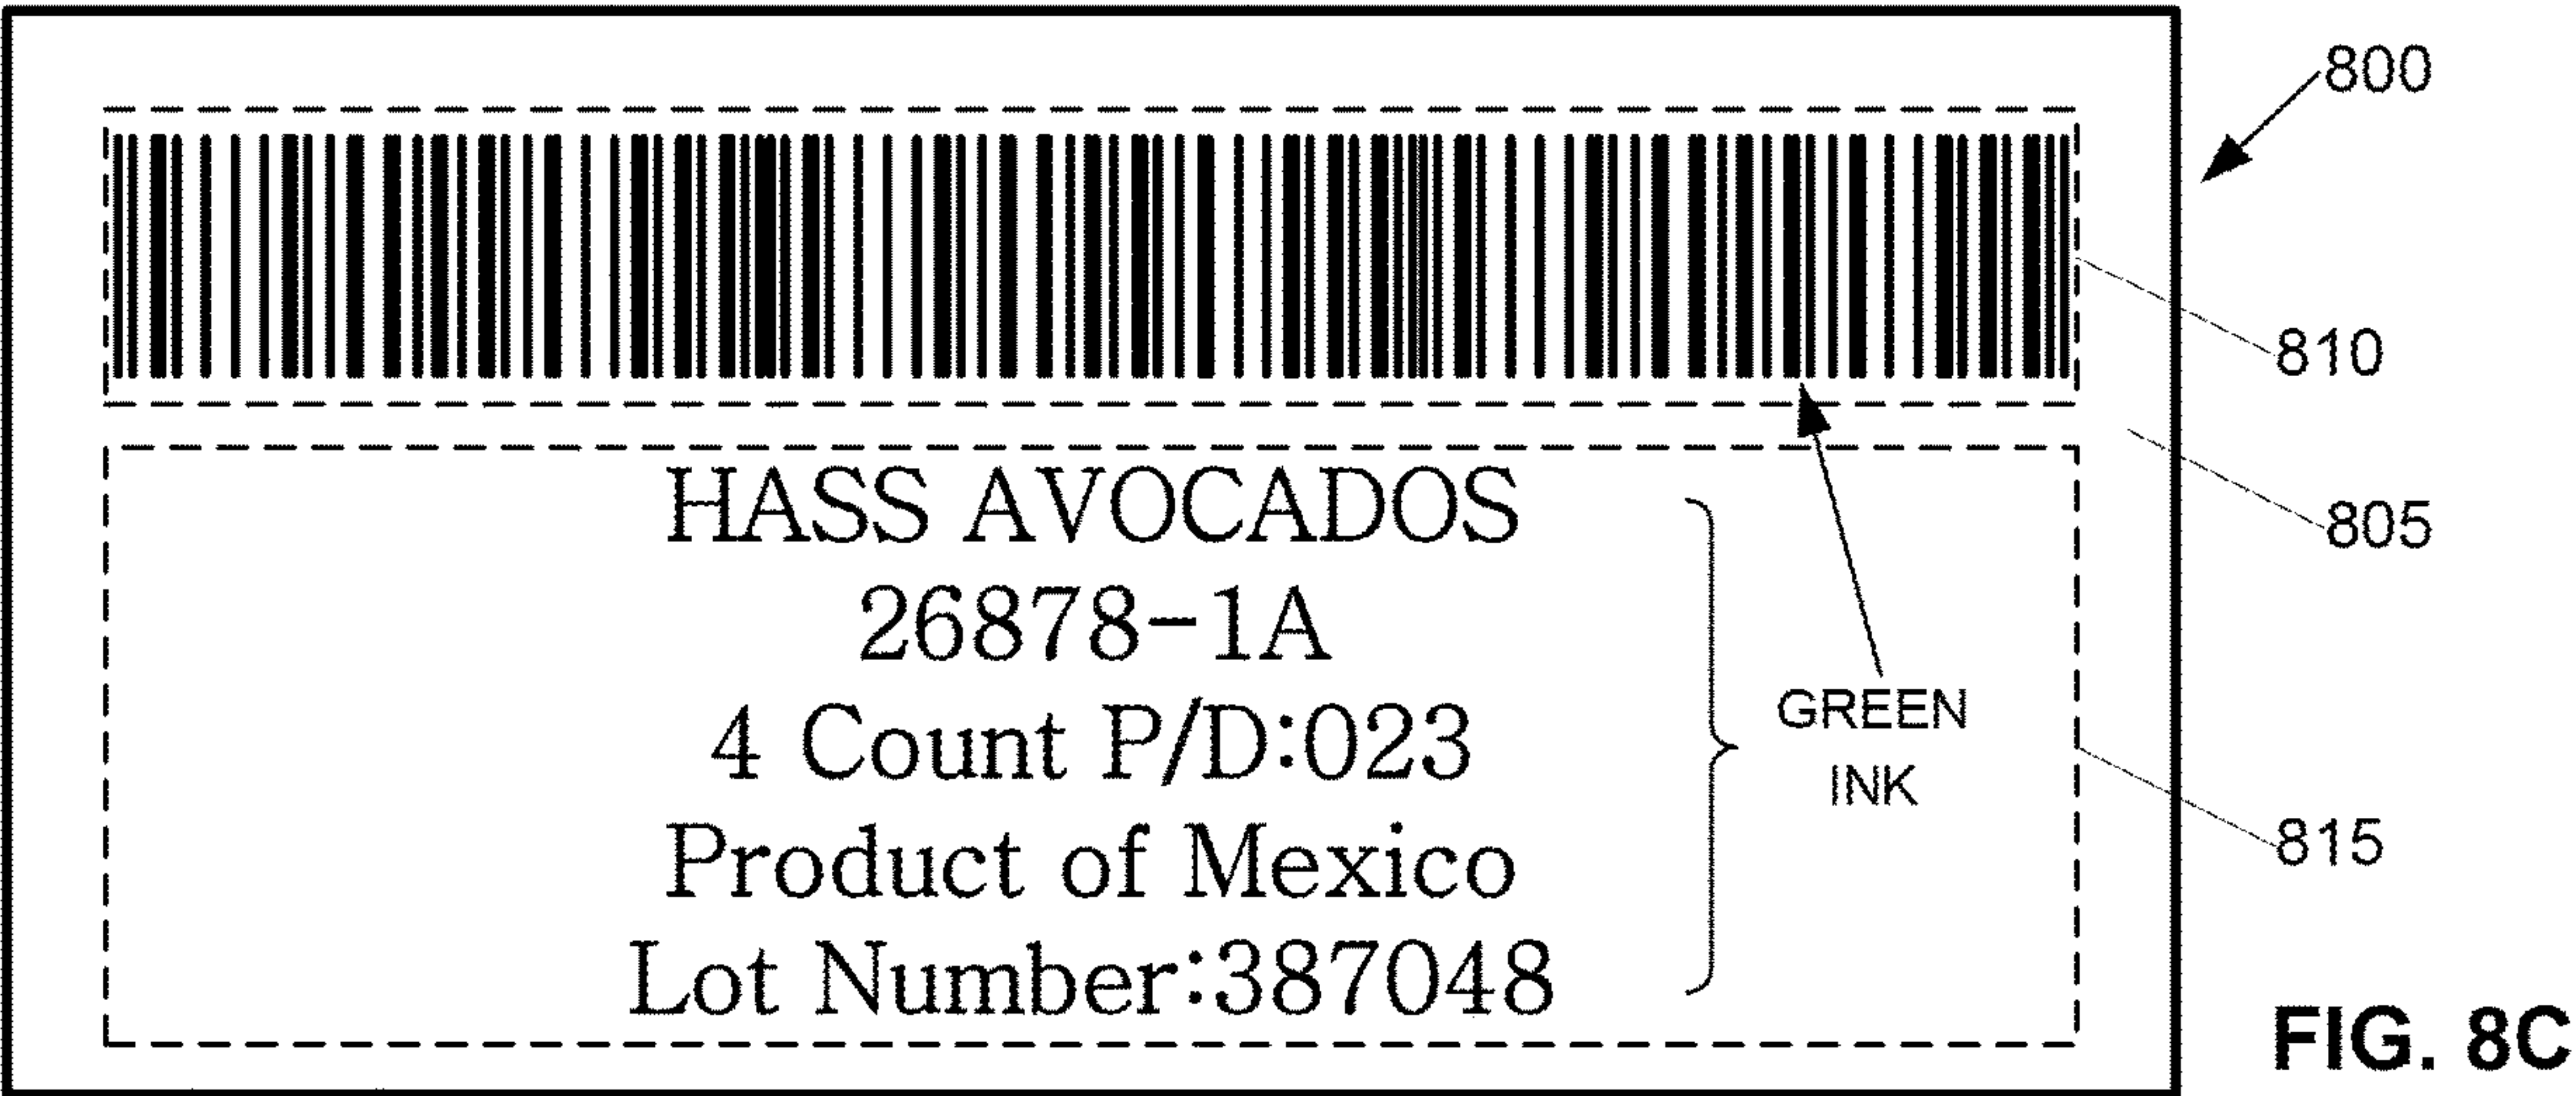 800
810
805
HASS AVOCADOS
26878-1A
4 Count P/D:023
Product of Mexico
Lot Number:387048
GREEN
INK
815
FIG. 8C